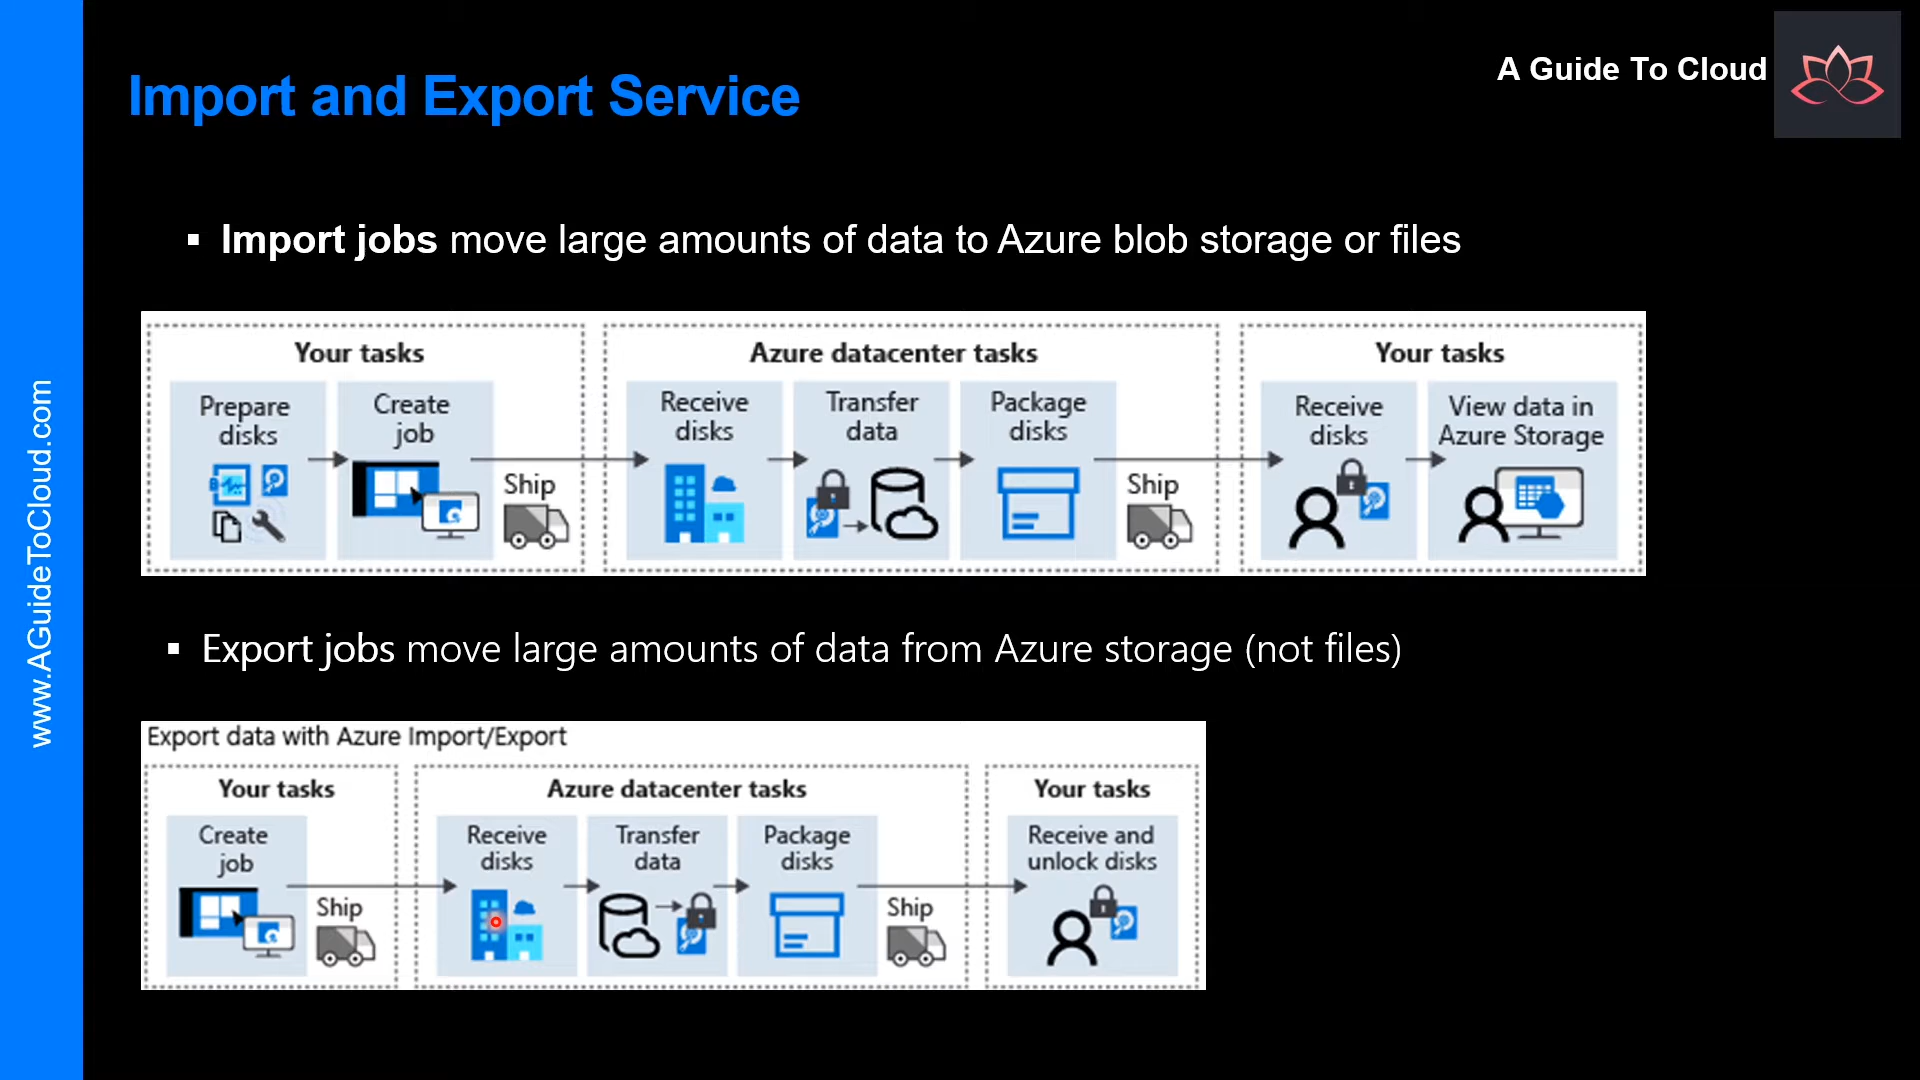 A Guide To Cloud
Import and Export Service
www.AGuideToCloud.com
▪ Import jobs move large amounts of data to Azure blob storage or files
Your tasks
Prepare
disks
Create
job
Ship
Azure datacenter tasks
Receive
disks
Transfer
data
Package
disks
Ship
Your tasks
Receive
disks
View data in
Azure Storage
▪ Export jobs move large amounts of data from Azure storage (not files)
Export data with Azure Import/Export
Your tasks
Create
job
Ship
Azure datacenter tasks
Receive
disks
Transfer
data
Package
disks
Ship
Your tasks
Receive and
unlock disks